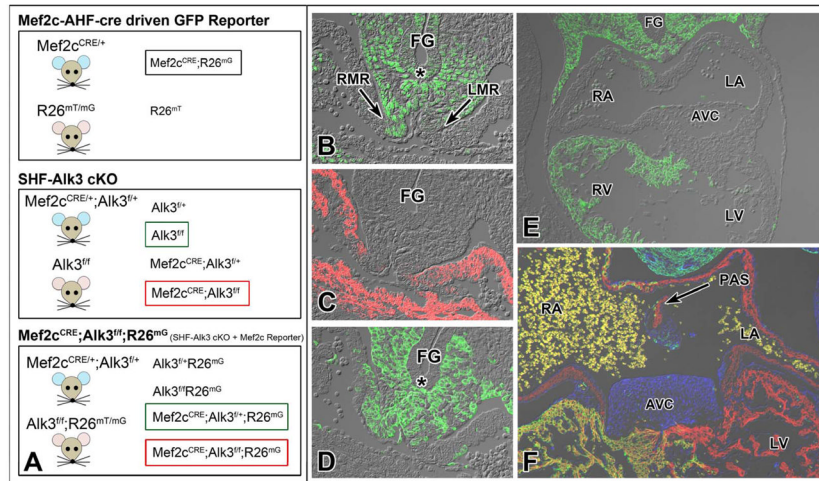 Mef2c-AHF-cre driven GFP Reporter
Mef2c^CRE/+
Mef2c^CRE;R26^mG
R26^mT/mG
R26^mT
SHF-Alk3 cKO
Mef2c^CRE/+;Alk3^f/+
Alk3^f/+
Alk3^f/f
Alk3^f/f
Mef2c^CRE;Alk3^f/+
Mef2c^CRE;Alk3^f/f
Mef2c^CRE;Alk3^f/f;R26^mG (SHF-Alk3 cKO + Mef2c Reporter)
Mef2c^CRE/+;Alk3^f/+
Alk3^f/+R26^mG
Alk3^f/fR26^mG
Alk3^f/f;R26^mT/mG
Mef2c^CRE;Alk3^f/+;R26^mG
Mef2c^CRE;Alk3^f/f;R26^mG
A
FG
*
RMR
LMR
B
FG
C
FG
*
D
FG
RA
LA
AVC
RV
LV
E
PAS
RA
LA
AVC
LV
F